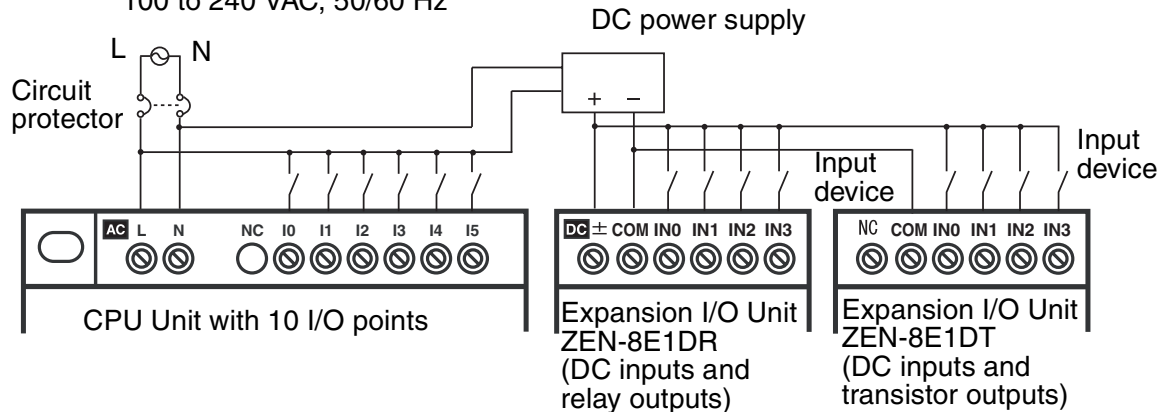 100 to 240 VAC, 50/60 Hz
DC power supply
L N
Circuit
protector
+ −
Input
device
Input
device
AC L N NC I0 I1 I2 I3 I4 I5
DC ± COM IN0 IN1 IN2 IN3
NC COM IN0 IN1 IN2 IN3
CPU Unit with 10 I/O points
Expansion I/O Unit
ZEN-8E1DR
(DC inputs and
relay outputs)
Expansion I/O Unit
ZEN-8E1DT
(DC inputs and
transistor outputs)